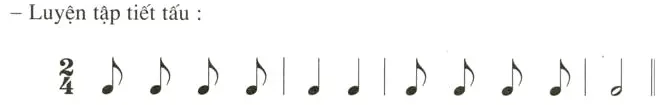 – Luyện tập tiết tấu :
2
4